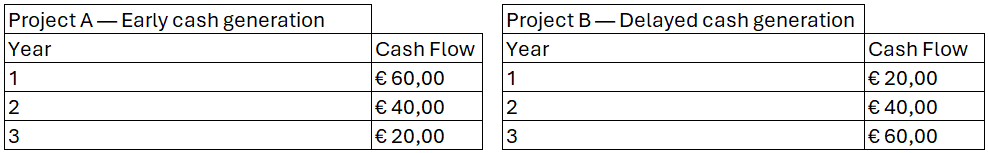 Project A — Early cash generation
Year Cash Flow
1 € 60,00
2 € 40,00
3 € 20,00
Project B — Delayed cash generation
Year Cash Flow
1 € 20,00
2 € 40,00
3 € 60,00